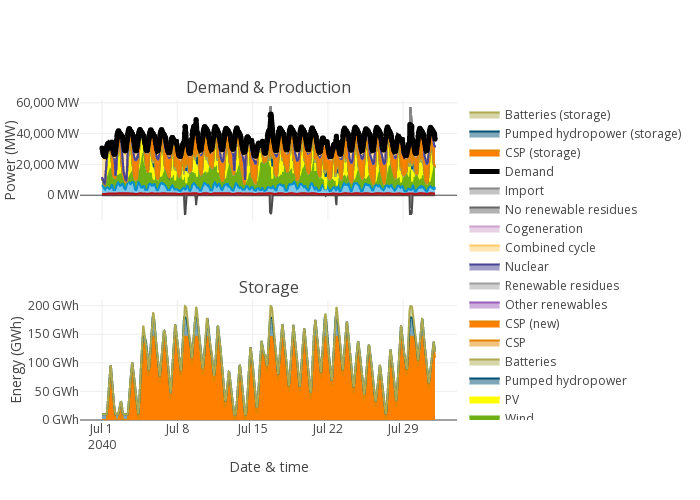 Demand & Production
60,000 MW
40,000 MW
20,000 MW
0 MW
Power (MW)
Storage
200 GWh
150 GWh
100 GWh
50 GWh
0 GWh
Energy (GWh)
Jul 1
2040
Jul 8
Jul 15
Jul 22
Jul 29
Date & time
Batteries (storage)
Pumped hydropower (storage)
CSP (storage)
Demand
Import
No renewable residues
Cogeneration
Combined cycle
Nuclear
Renewable residues
Other renewables
CSP (new)
CSP
Batteries
Pumped hydropower
PV
Wind